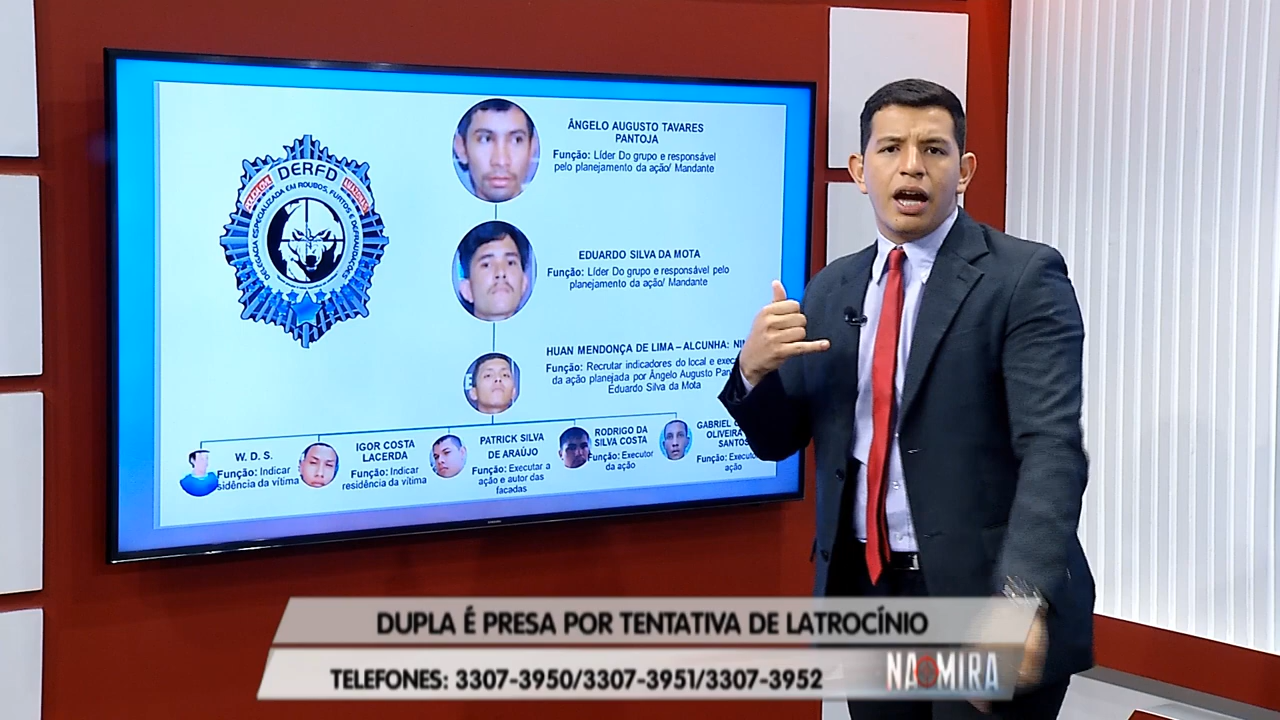 POLÍCIA CIVIL
DERFD
AMAZONAS
DELEGACIA ESPECIALIZADA EM ROUBOS, FURTOS E DEFRAUDAÇÕES
ÂNGELO AUGUSTO TAVARES
PANTOJA
Função: Líder Do grupo e responsável
pelo planejamento da ação/ Mandante
EDUARDO SILVA DA MOTA
Função: Líder Do grupo e responsável pelo
planejamento da ação/ Mandante
HUAN MENDONÇA DE LIMA – ALCUNHA:
Função: Recrutar indicadores do local e
da ação planejada por Ângelo Augusto
Eduardo Silva da Mota
W. D. S.
Função: Indicar
sidência da vítima
IGOR COSTA
LACERDA
Função: Indicar
residência da vítima
PATRICK SILVA
DE ARAÚJO
Função: Executar a
ação e autor das
facadas
RODRIGO DA
SILVA COSTA
Função: Executor
da ação
GABRIEL
OLIVEIRA
SANTOS
Função:
ação
DUPLA É PRESA POR TENTATIVA DE LATROCÍNIO
TELEFONES: 3307-3950/3307-3951/3307-3952
NA MIRA